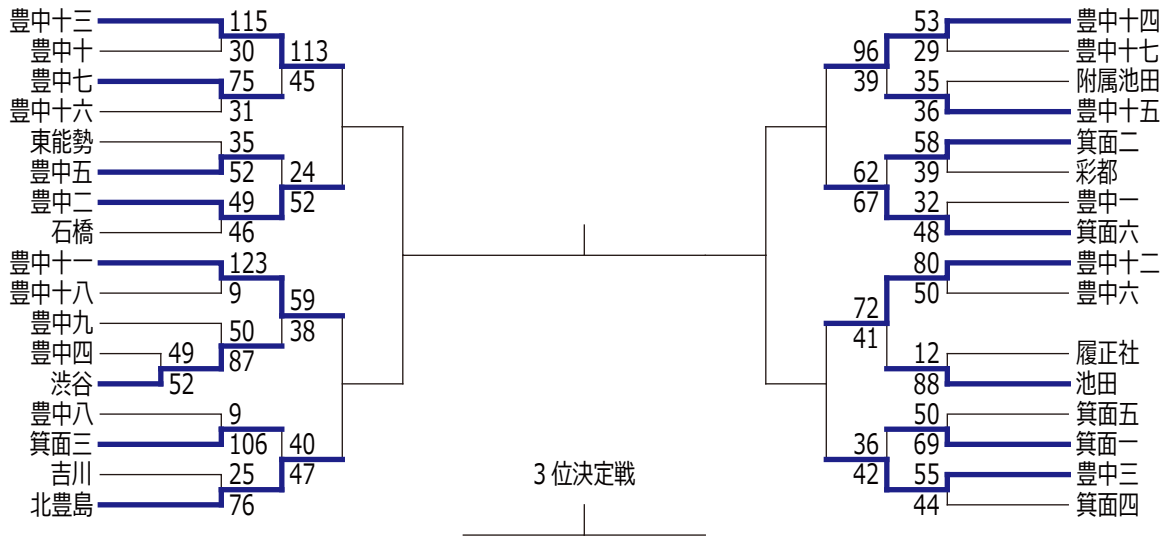 豊中十三
豊中十
豊中七
豊中十六
東能勢
豊中五
豊中二
石橋
豊中十一
豊中十八
豊中九
豊中四
渋谷
豊中八
箕面三
吉川
北豊島
49
52
115
30
75
31
35
52
49
46
123
9
50
87
9
106
25
76
113
45
24
52
59
38
40
47
3位決定戦
96
39
62
67
72
41
36
42
53
29
35
36
58
39
32
48
80
50
12
88
50
69
55
44
豊中十四
豊中十七
附属池田
豊中十五
箕面二
彩都
豊中一
箕面六
豊中十二
豊中六
履正社
池田
箕面五
箕面一
豊中三
箕面四